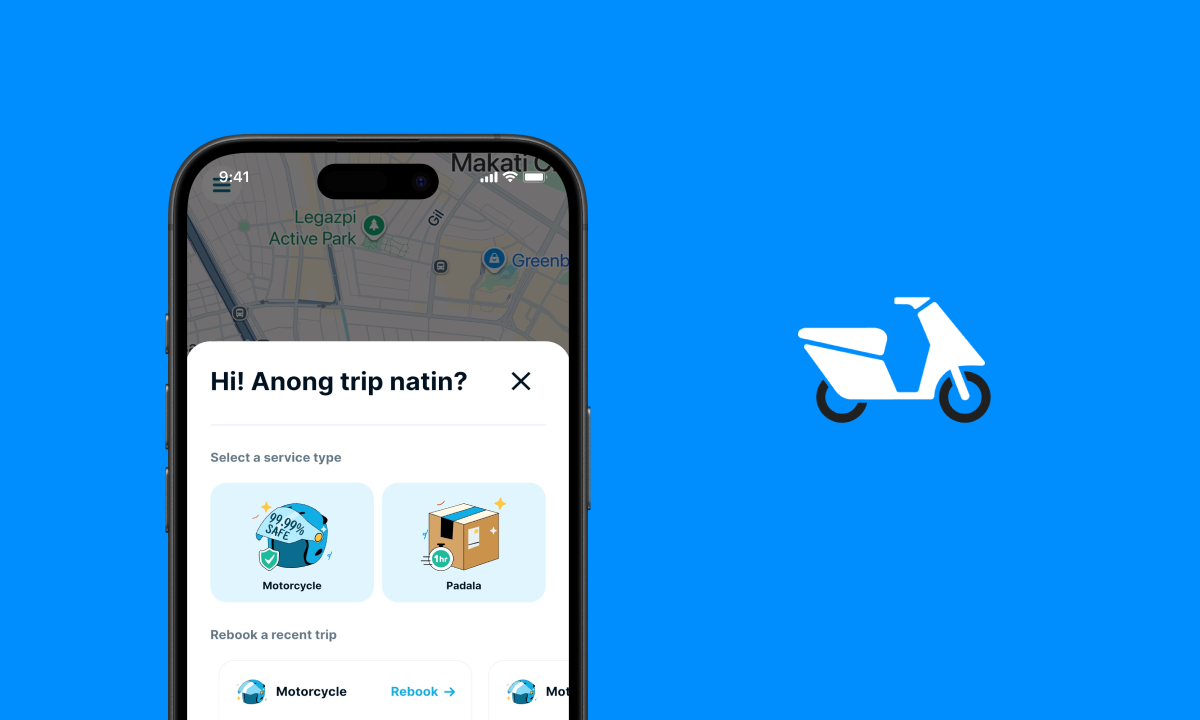 Makati C
9:41
Legazpi
Active Park
Gil
Greenb
Hi! Anong trip natin?
Select a service type
99.99%
SAFE
1hr
Motorcycle
Padala
Rebook a recent trip
Motorcycle
Rebook →
Mot